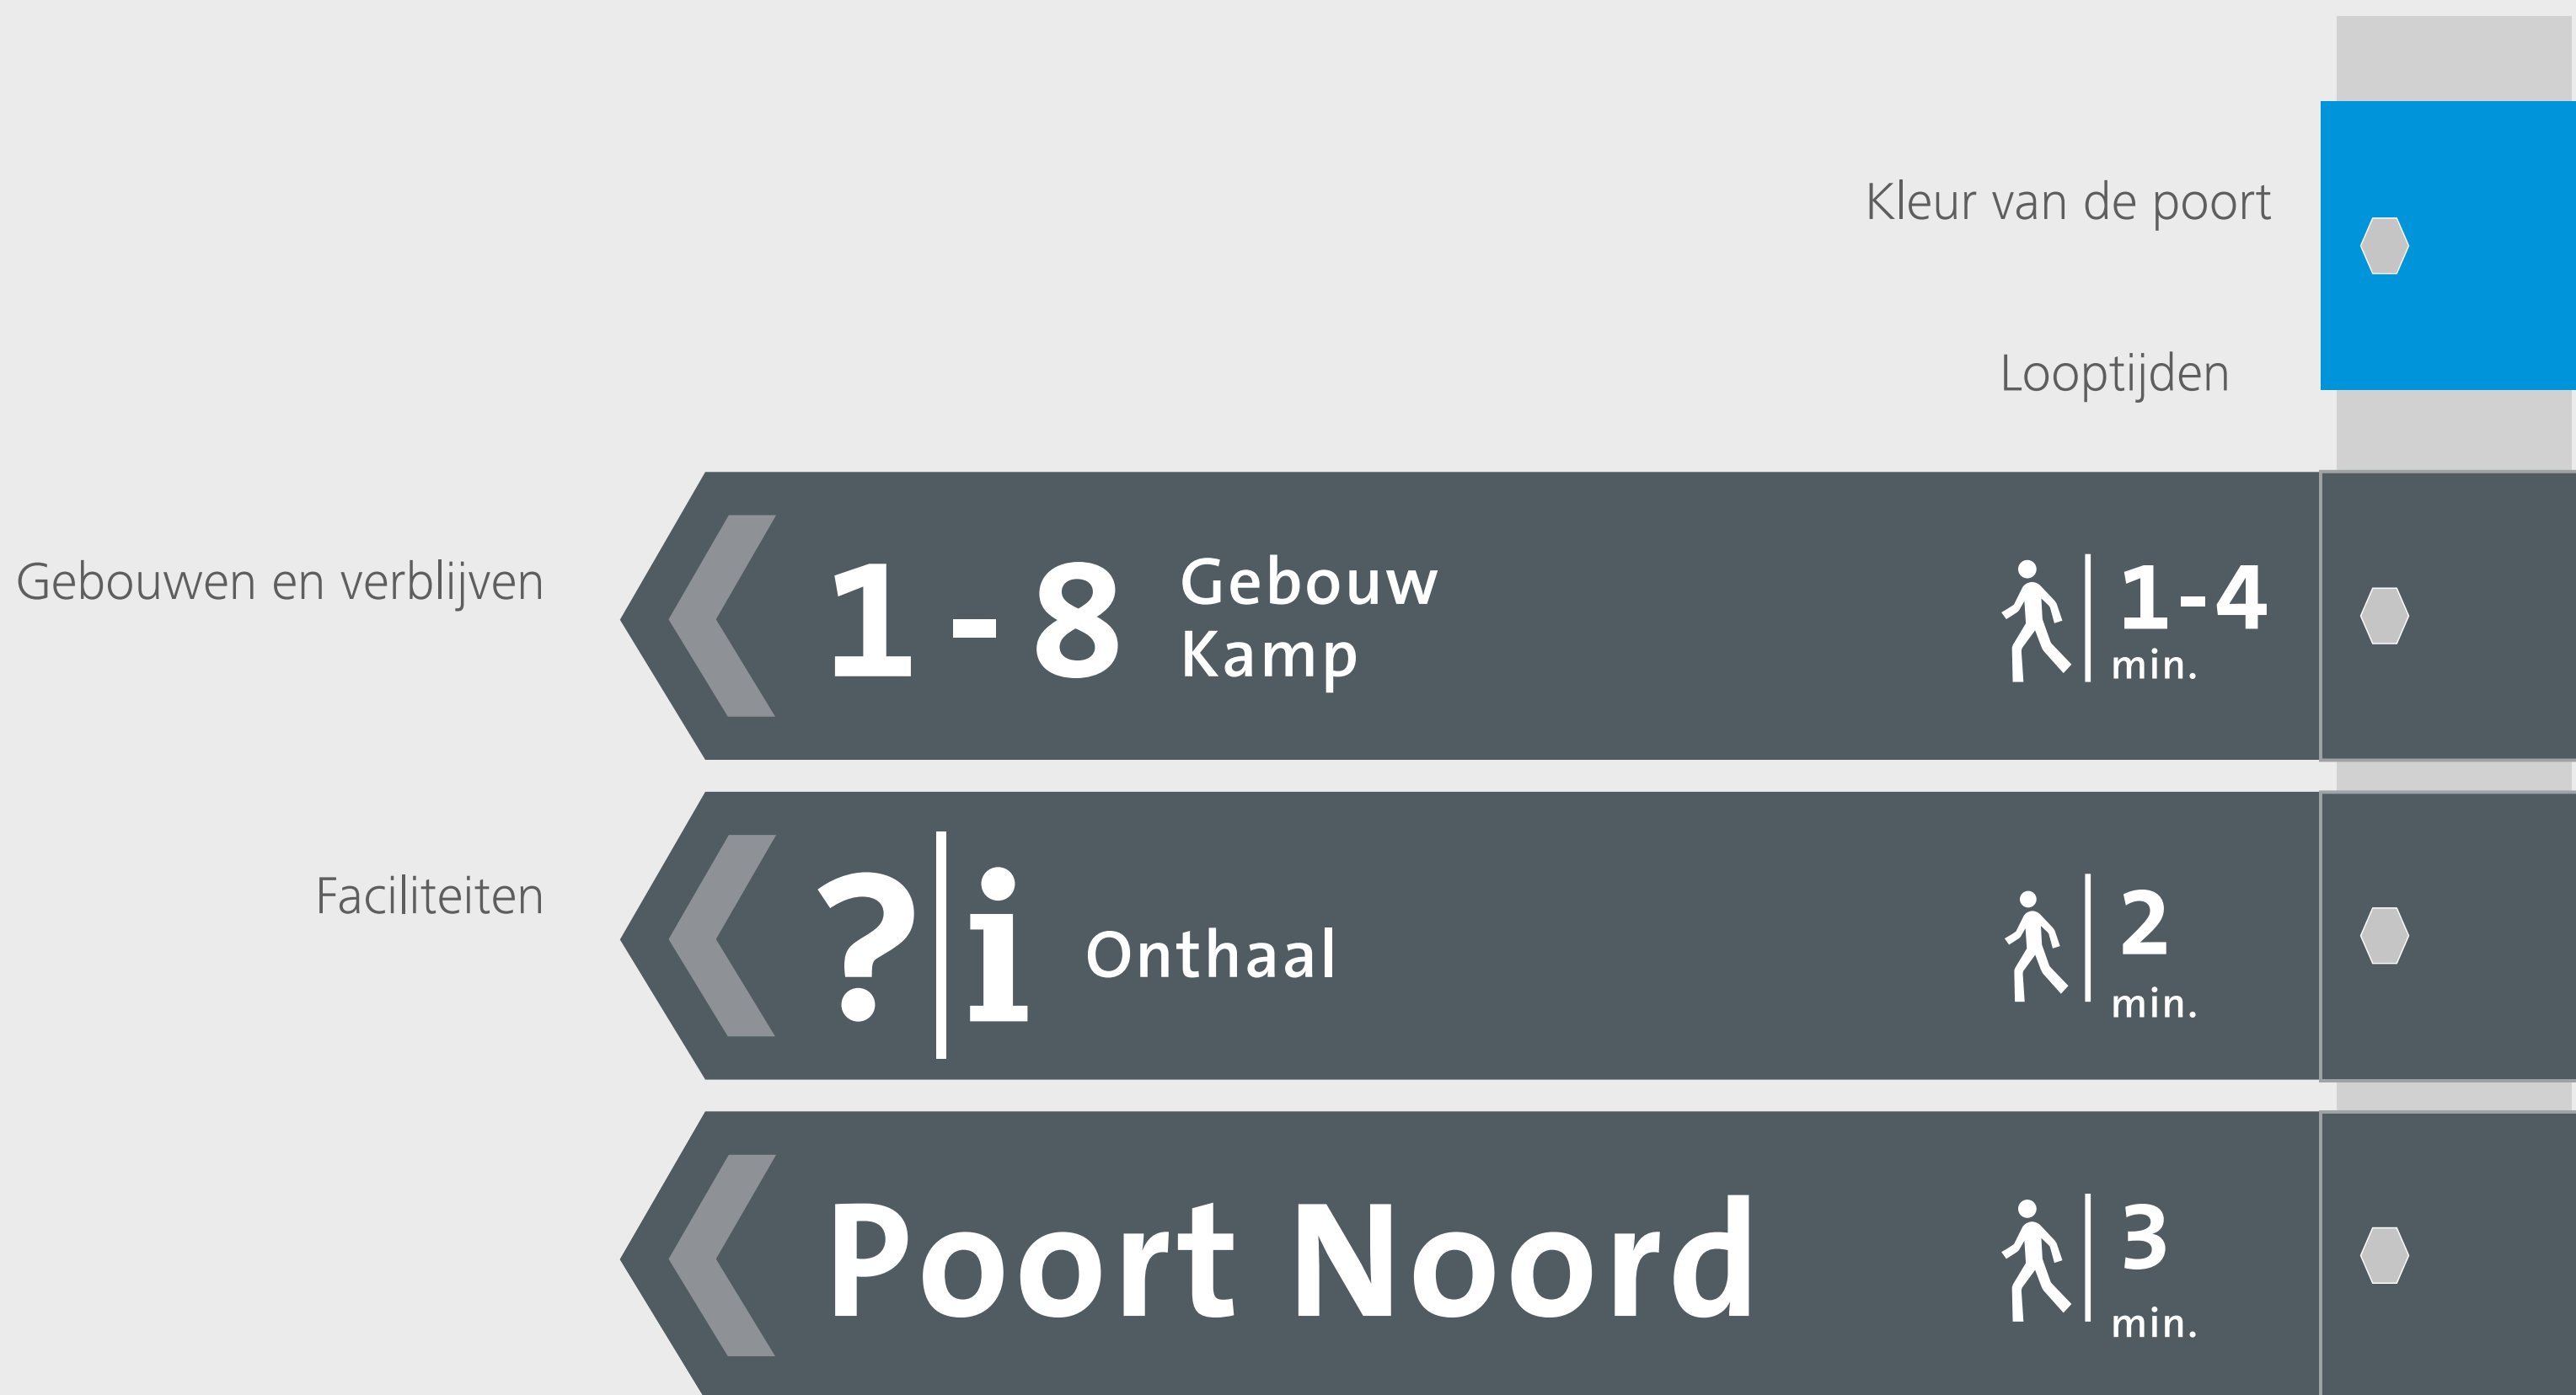 Kleur van de poort
Looptijden
Gebouwen en verblijven
1 - 8 Gebouw
Kamp
1-4
min.
Faciliteiten
?|i Onthaal
2
min.
Poort Noord
3
min.